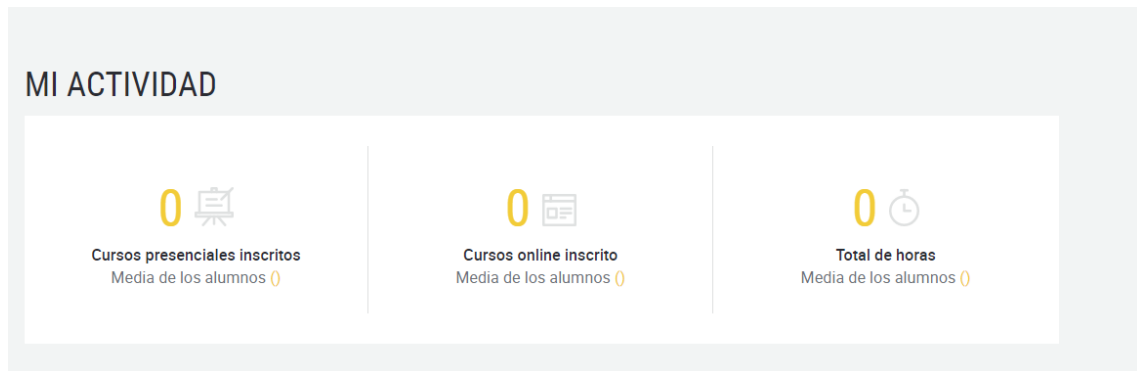 MI ACTIVIDAD
0
Cursos presenciales inscritos
Media de los alumnos ()
0
Cursos online inscrito
Media de los alumnos ()
0
Total de horas
Media de los alumnos ()